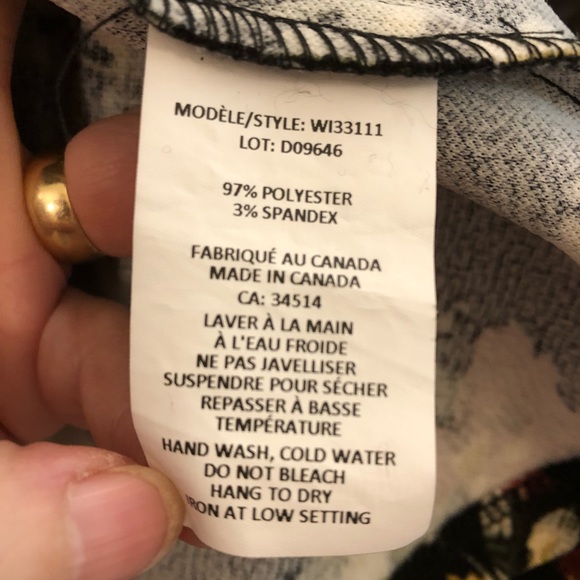 MODÈLE/STYLE: WI33111
LOT: D09646
97% POLYESTER
3% SPANDEX
FABRIQUÉ AU CANADA
MADE IN CANADA
CA: 34514
LAVER À LA MAIN
À L'EAU FROIDE
NE PAS JAVELLISER
SUSPENDRE POUR SÉCHER
REPASSER À BASSE
TEMPÉRATURE
HAND WASH, COLD WATER
DO NOT BLEACH
HANG TO DRY
IRON AT LOW SETTING